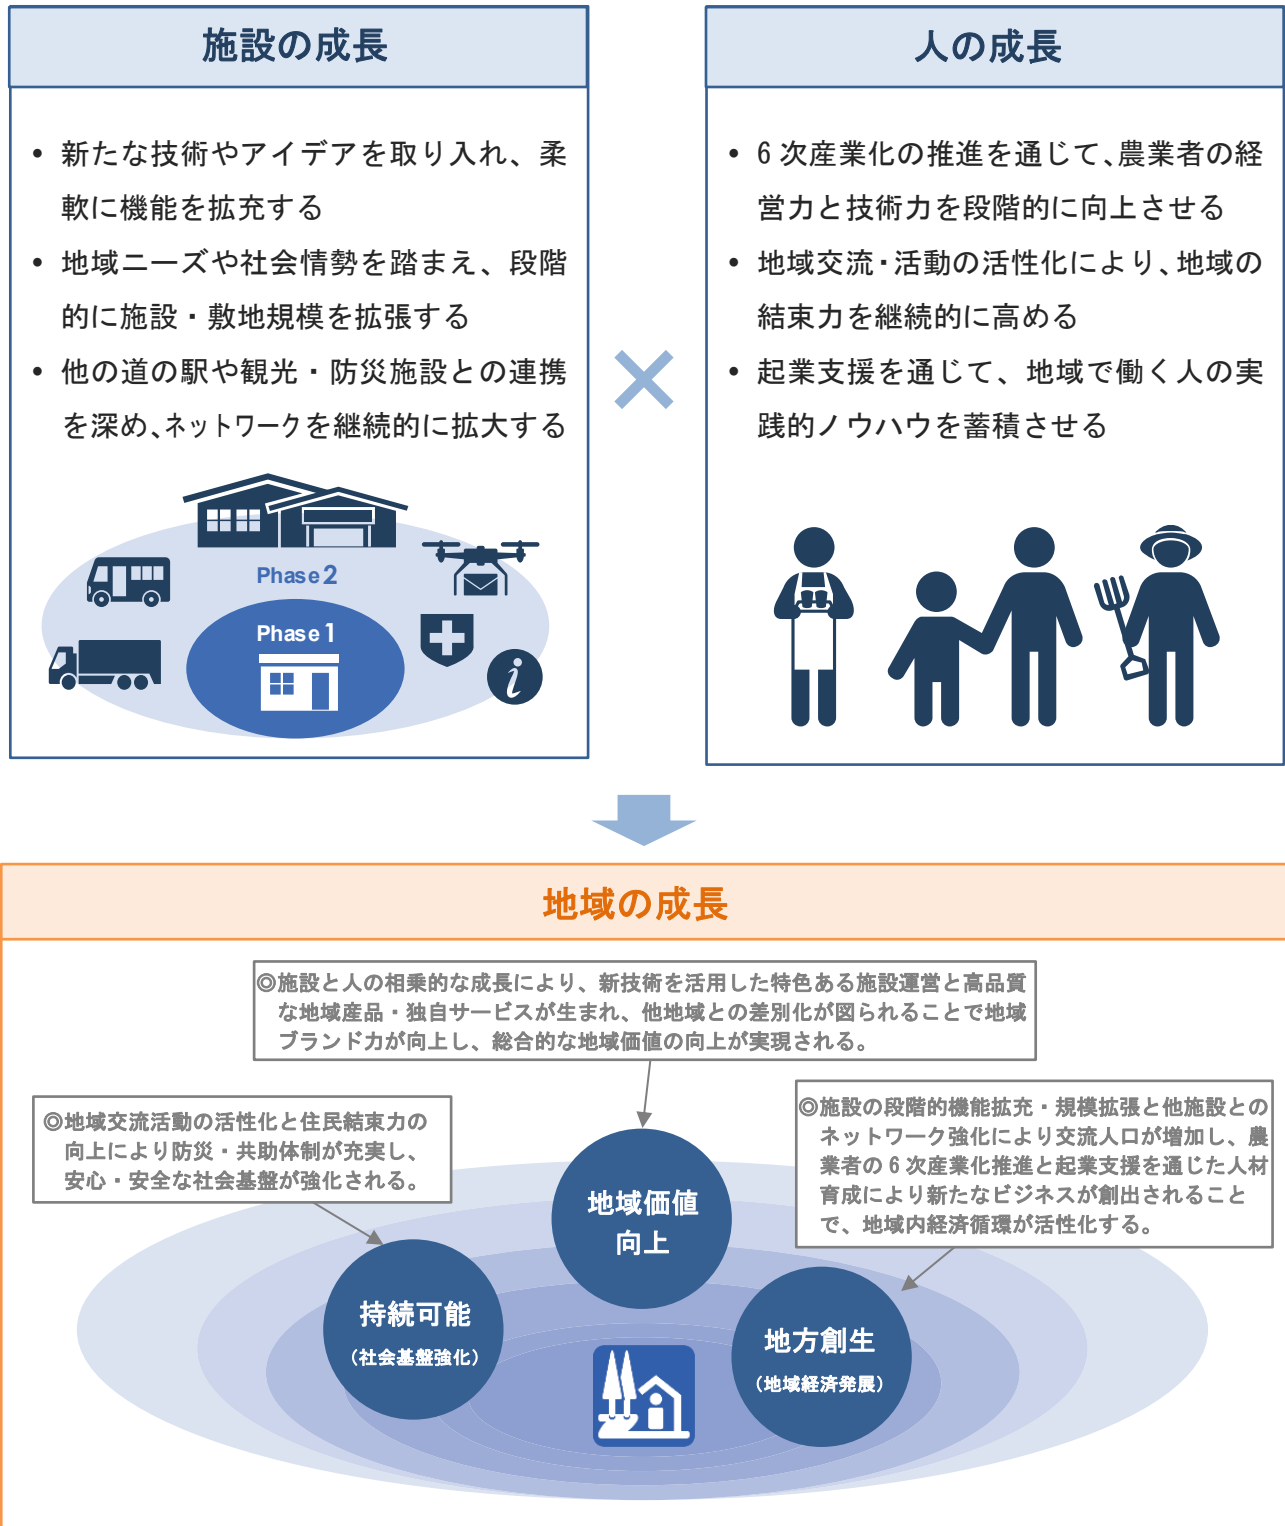 施設の成長
• 新たな技術やアイデアを取り入れ、柔
軟に機能を拡充する
• 地域ニーズや社会情勢を踏まえ、段階
的に施設・敷地規模を拡張する
• 他の道の駅や観光・防災施設との連携
を深め、ネットワークを継続的に拡大する
Phase 2
Phase 1
i
×
人の成長
• 6次産業化の推進を通じて、農業者の経
営力と技術力を段階的に向上させる
• 地域交流・活動の活性化により、地域の
結束力を継続的に高める
• 起業支援を通じて、地域で働く人の実
践的ノウハウを蓄積させる
地域の成長
◎施設と人の相乗的な成長により、新技術を活用した特色ある施設運営と高品質
な地域産品・独自サービスが生まれ、他地域との差別化が図られることで地域
ブランド力が向上し、総合的な地域価値の向上が実現される。
◎地域交流活動の活性化と住民結束力の
向上により防災・共助体制が充実し、
安心・安全な社会基盤が強化される。
◎施設の段階的機能拡充・規模拡張と他施設との
ネットワーク強化により交流人口が増加し、農
業者の6次産業化推進と起業支援を通じた人材
育成により新たなビジネスが創出されること
で、地域内経済循環が活性化する。
地域価値
向上
持続可能
（社会基盤強化）
地方創生
（地域経済発展）